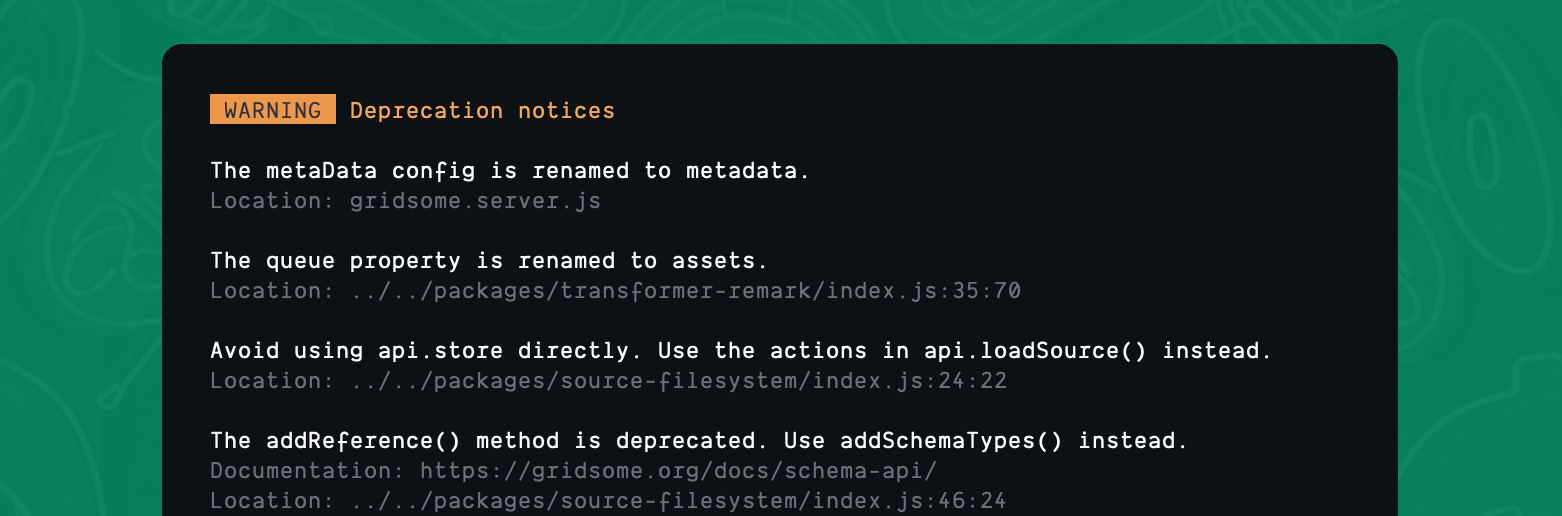 WARNING Deprecation notices
The metaData config is renamed to metadata.
Location: gridsome.server.js
The queue property is renamed to assets.
Location: ../../packages/transformer-remark/index.js:35:70
Avoid using api.store directly. Use the actions in api.loadSource() instead.
Location: ../../packages/source-filesystem/index.js:24:22
The addReference() method is deprecated. Use addSchemaTypes() instead.
Documentation: https://gridsome.org/docs/schema-api/
Location: ../../packages/source-filesystem/index.js:46:24